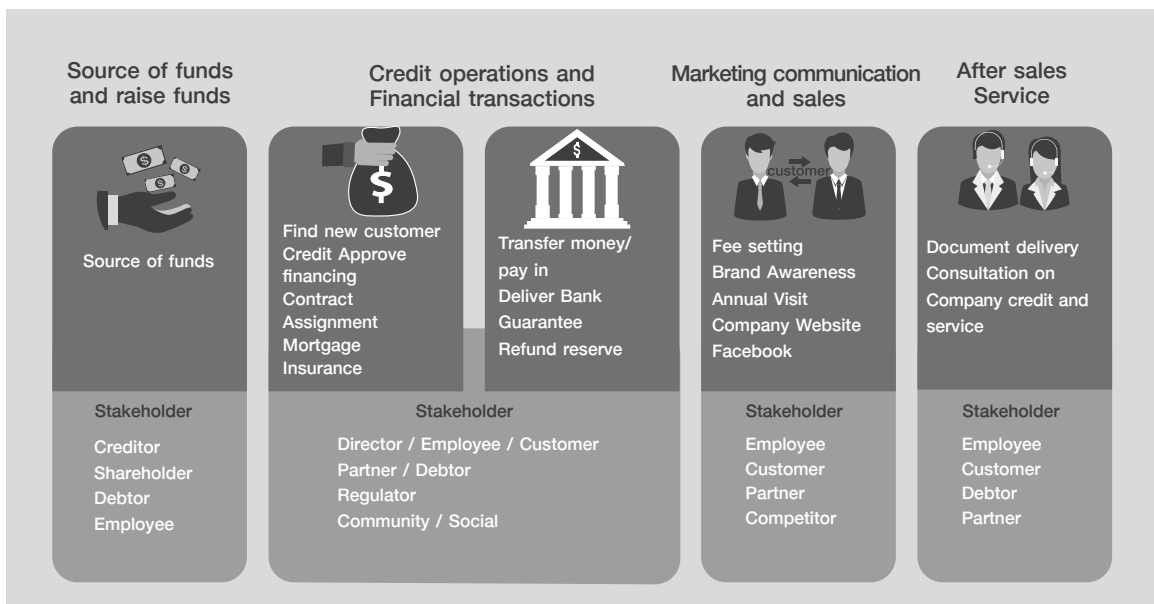 Source of funds
and raise funds
Source of funds
Stakeholder
Creditor
Shareholder
Debtor
Employee
Credit operations and
Financial transactions
$
Find new customer
Credit Approve
financing
Contract
Assignment
Mortgage
Insurance
$
Transfer money/
pay in
Deliver Bank
Guarantee
Refund reserve
Stakeholder
Director / Employee / Customer
Partner / Debtor
Regulator
Community / Social
Marketing communication
and sales
customer
Fee setting
Brand Awareness
Annual Visit
Company Website
Facebook
Stakeholder
Employee
Customer
Partner
Competitor
After sales
Service
Document delivery
Consultation on
Company credit and
service
Stakeholder
Employee
Customer
Debtor
Partner